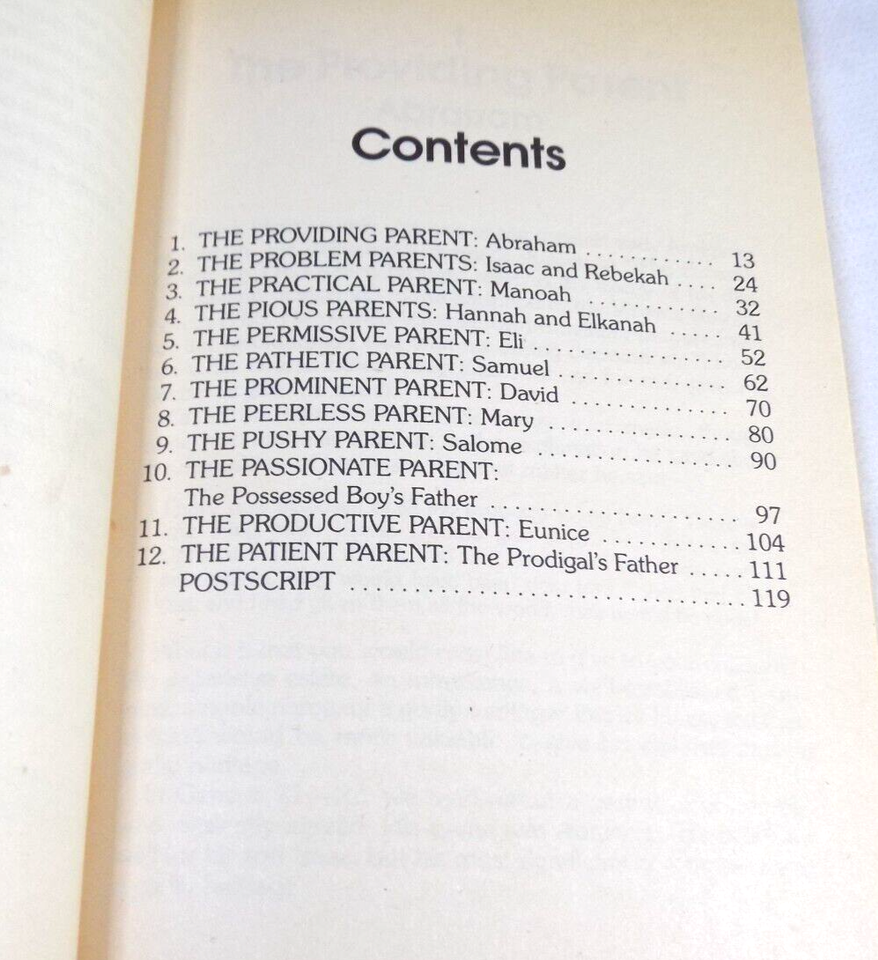 The Providing Parent
Abraham
Contents
1. THE PROVIDING PARENT: Abraham ............ 13
2. THE PROBLEM PARENTS: Isaac and Rebekah .... 24
3. THE PRACTICAL PARENT: Manoah ............ 32
4. THE PIOUS PARENTS: Hannah and Elkanah ..... 41
5. THE PERMISSIVE PARENT: Eli ................. 52
6. THE PATHETIC PARENT: Samuel ............... 62
7. THE PROMINENT PARENT: David .............. 70
8. THE PEERLESS PARENT: Mary ................ 80
9. THE PUSHY PARENT: Salome ................. 90
10. THE PASSIONATE PARENT:
The Possessed Boy's Father ...................... 97
11. THE PRODUCTIVE PARENT: Eunice ............ 104
12. THE PATIENT PARENT: The Prodigal's Father ..... 111
POSTSCRIPT ................................. 119